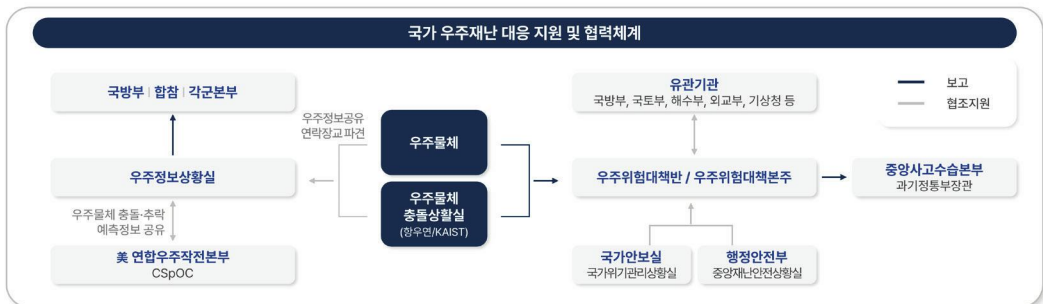 국가 우주재난 대응 지원 및 협력체계
국방부 | 합참 | 각군본부
우주정보상황실
우주물체 충돌·추락
예측정보 공유
美 연합우주작전본부
CSpOC
우주정보공유
연락장교 파견
우주물체
우주물체
충돌상활실
(항우연/KAIST)
유관기관
국방부, 국토부, 해수부, 외교부, 기상청 등
우주위험대책반 / 우주위험대책본주
국가안보실
국가위기관리상황실
행정안전부
중앙재난안전상황실
보고
협조지원
중앙사고수습본부
과기정통부장관